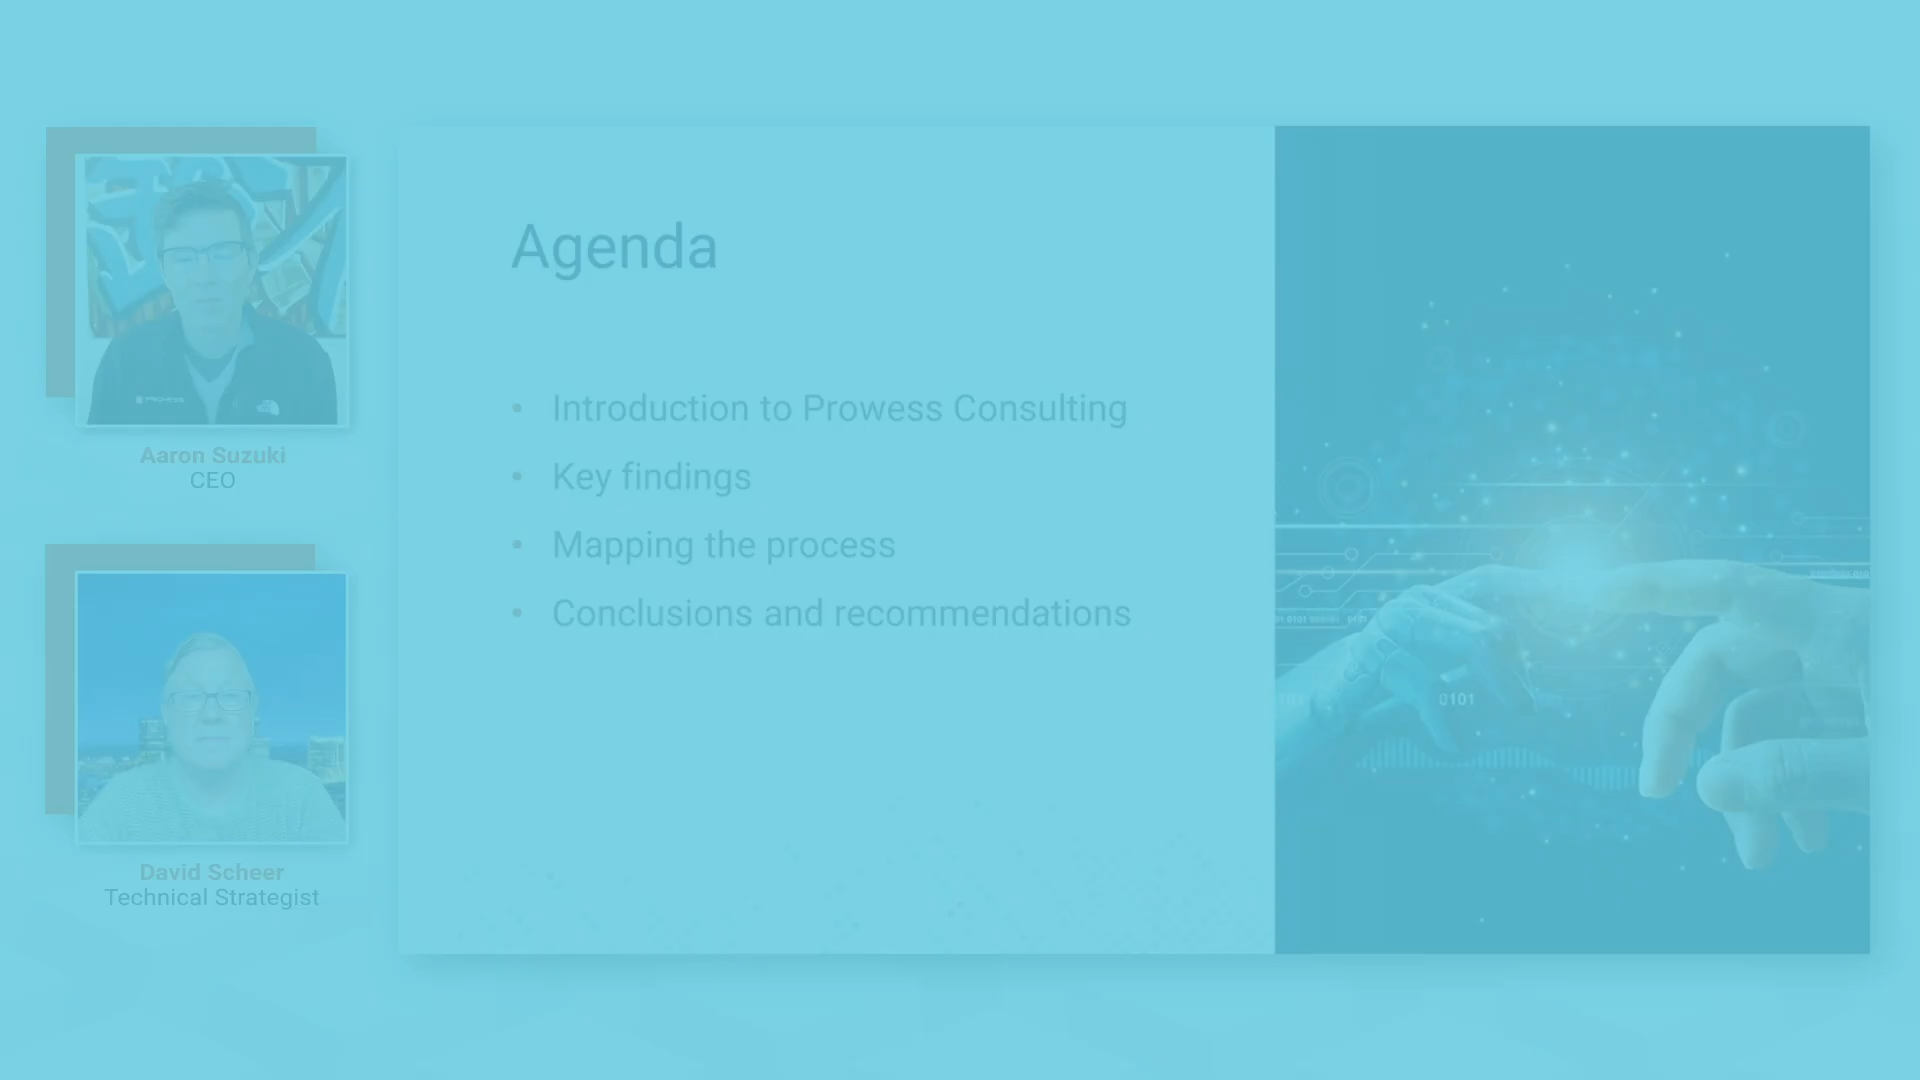 Agenda
• Introduction to Prowess Consulting
• Key findings
• Mapping the process
• Conclusions and recommendations
PROWESS
Aaron Suzuki
CEO
David Scheer
Technical Strategist
0101